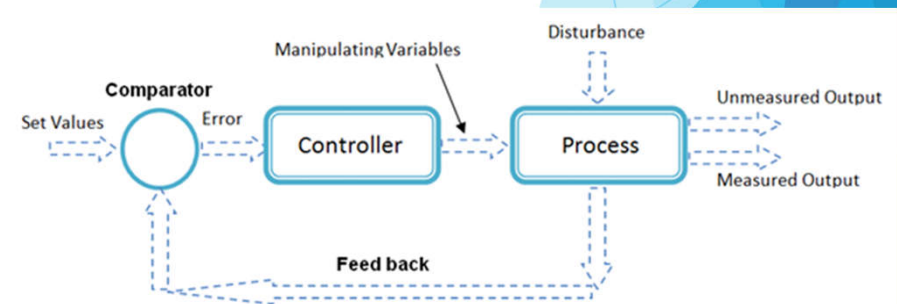 Disturbance
Manipulating Variables
Comparator
Unmeasured Output
Set Values
Error
Controller
Process
Measured Output
Feed back